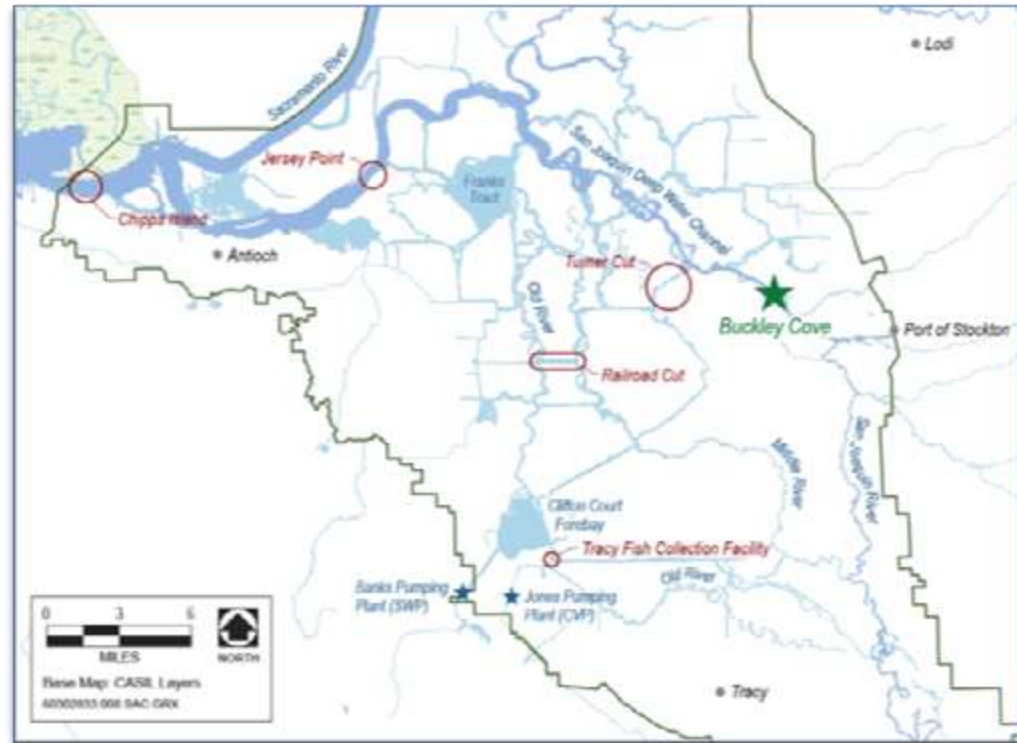 Lodi
Sacramento River
Jersey Point
Franks
Tract
San Joaquin Deep Water Channel
Chipps Island
Antioch
Turner Cut
Old River
Buckley Cove
Port of Stockton
Railroad Cut
San Joaquin River
Middle River
Clifton Court
Forebay
Tracy Fish Collection Facility
Old River
Banks Pumping
Plant (SWP)
Jones Pumping
Plant (CVP)
0 3 6
MILES
NORTH
Base Map: CASIL Layers
Tracy